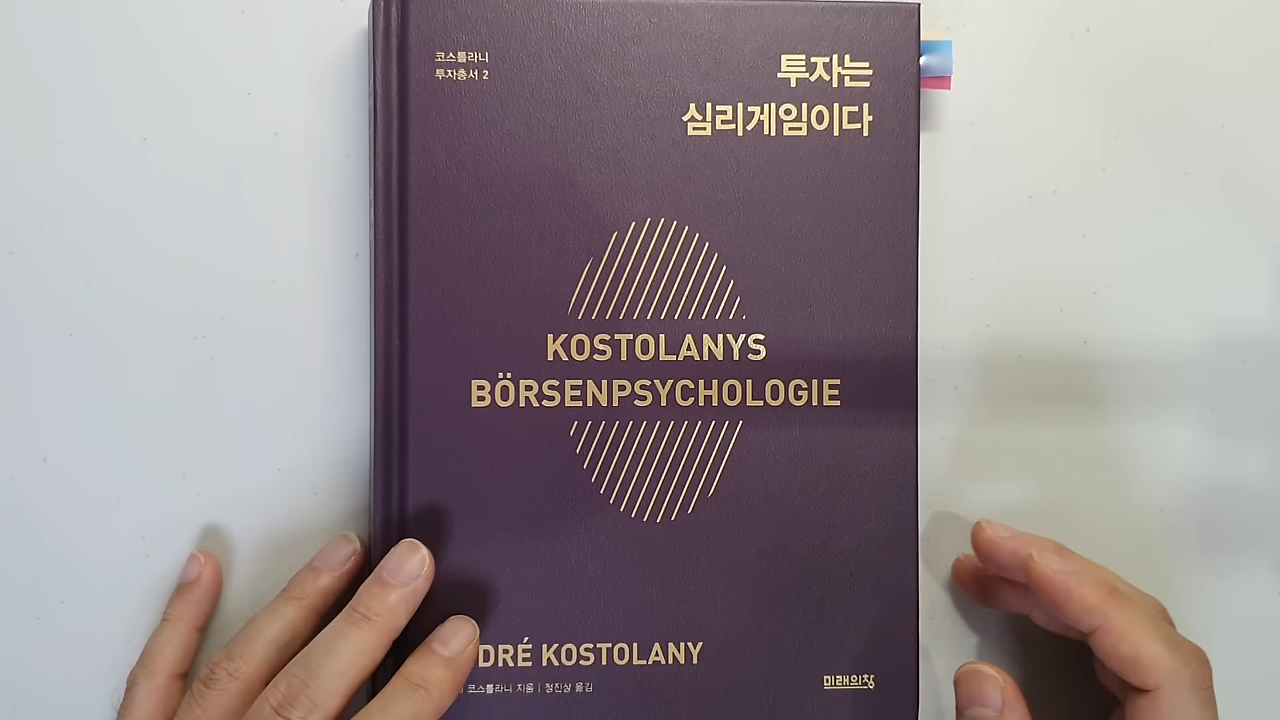 코스톨라니
투자총서 2
투자는
심리게임이다
KOSTOLANYS
BÖRSENPSYCHOLOGIE
DRÉ KOSTOLANY
코스톨라니 지음 | 정진상 옮김
미래의창